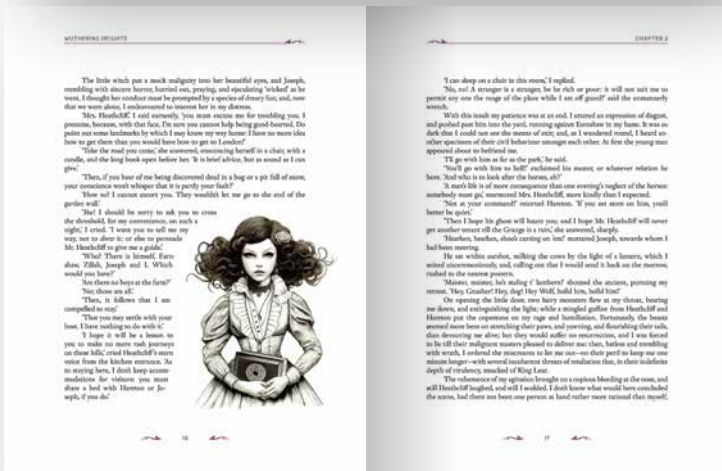 WUTHERING HEIGHTS
The little witch put a mock malignity into her beautiful eyes, and Joseph,
trembling with sincere horror, hurried out, praying, and ejaculating 'wicked' as he
went. I thought her conduct must be prompted by a species of dreary fun; and, now
that we were alone, I endeavoured to interest her in my distress.
'Mrs. Heathcliff,' I said earnestly, 'you must excuse me for troubling you. I
presume, because, with that face, I'm sure you cannot help being good-hearted. Do
point out some landmarks by which I may know my way home: I have no more idea
how to get there than you would have how to get to London!'
'Take the road you came,' she answered, ensconcing herself in a chair, with a
candle, and the long book open before her. 'It is brief advice, but as sound as I can
give.'
'Then, if you hear of me being discovered dead in a bog or a pit full of snow,
your conscience won't whisper that it is partly your fault?'
'How so? I cannot escort you. They wouldn't let me go to the end of the
garden wall.'
'You! I should be sorry to ask you to cross
the threshold, for my convenience, on such a
night,' I cried. 'I want you to tell me my
way, not to show it: or else to persuade
Mr. Heathcliff to give me a guide.'
'Who? There is himself, Earn-
shaw, Zillah, Joseph and I. Which
would you have?'
'Are there no boys at the farm?'
'No; those are all.'
'Then, it follows that I am
compelled to stay.'
'That you may settle with your
host. I have nothing to do with it.'
'I hope it will be a lesson to
you to make no more rash journeys
on these hills,' cried Heathcliff's stern
voice from the kitchen entrance. 'As
to staying here, I don't keep accom-
modations for visitors: you must
share a bed with Hareton or Jo-
seph, if you do.'
16
CHAPTER 2
'I can sleep on a chair in this room,' I replied.
'No, no! A stranger is a stranger, be he rich or poor: it will not suit me to
permit any one the range of the place while I am off guard!' said the unmannerly
wretch.
With this insult my patience was at an end. I uttered an expression of disgust,
and pushed past him into the yard, running against Earnshaw in my haste. It was so
dark that I could not see the means of exit; and, as I wandered round, I heard an-
other specimen of their civil behaviour amongst each other. At first the young man
appeared about to befriend me.
'I'll go with him as far as the park,' he said.
'You'll go with him to hell!' exclaimed his master, or whatever relation he
bore. 'And who is to look after the horses, eh?'
'A man's life is of more consequence than one evening's neglect of the horses:
somebody must go,' murmured Mrs. Heathcliff, more kindly than I expected.
'Not at your command!' retorted Hareton. 'If you set store on him, you'd
better be quiet.'
'Then I hope his ghost will haunt you; and I hope Mr. Heathcliff will never
get another tenant till the Grange is a ruin,' she answered, sharply.
'Hearken, hearken, shoo's cursing on 'em!' muttered Joseph, towards whom I
had been steering.
He sat within earshot, milking the cows by the light of a lantern, which I
seized unceremoniously, and, calling out that I would send it back on the morrow,
rushed to the nearest postern.
'Maister, maister, he's staling t' lanthern!' shouted the ancient, pursuing my
retreat. 'Hey, Gnasher! Hey, dog! Hey Wolf, holld him, holld him!'
On opening the little door, two hairy monsters flew at my throat, bearing
me down, and extinguishing the light; while a mingled guffaw from Heathcliff and
Hareton put the copestone on my rage and humiliation. Fortunately, the beasts
seemed more bent on stretching their paws, and yawning, and flourishing their tails,
than devouring me alive; but they would suffer no resurrection, and I was forced
to lie till their malignant masters pleased to deliver me: then, hatless and trembling
with wrath, I ordered the miscreants to let me out—on their peril to keep me one
minute longer—with several incoherent threats of retaliation that, in their indefinite
depth of virulency, smacked of King Lear.
The vehemence of my agitation brought on a copious bleeding at the nose, and
still Heathcliff laughed, and still I scolded. I don't know what would have concluded
the scene, had there not been one person at hand rather more rational than myself,
17